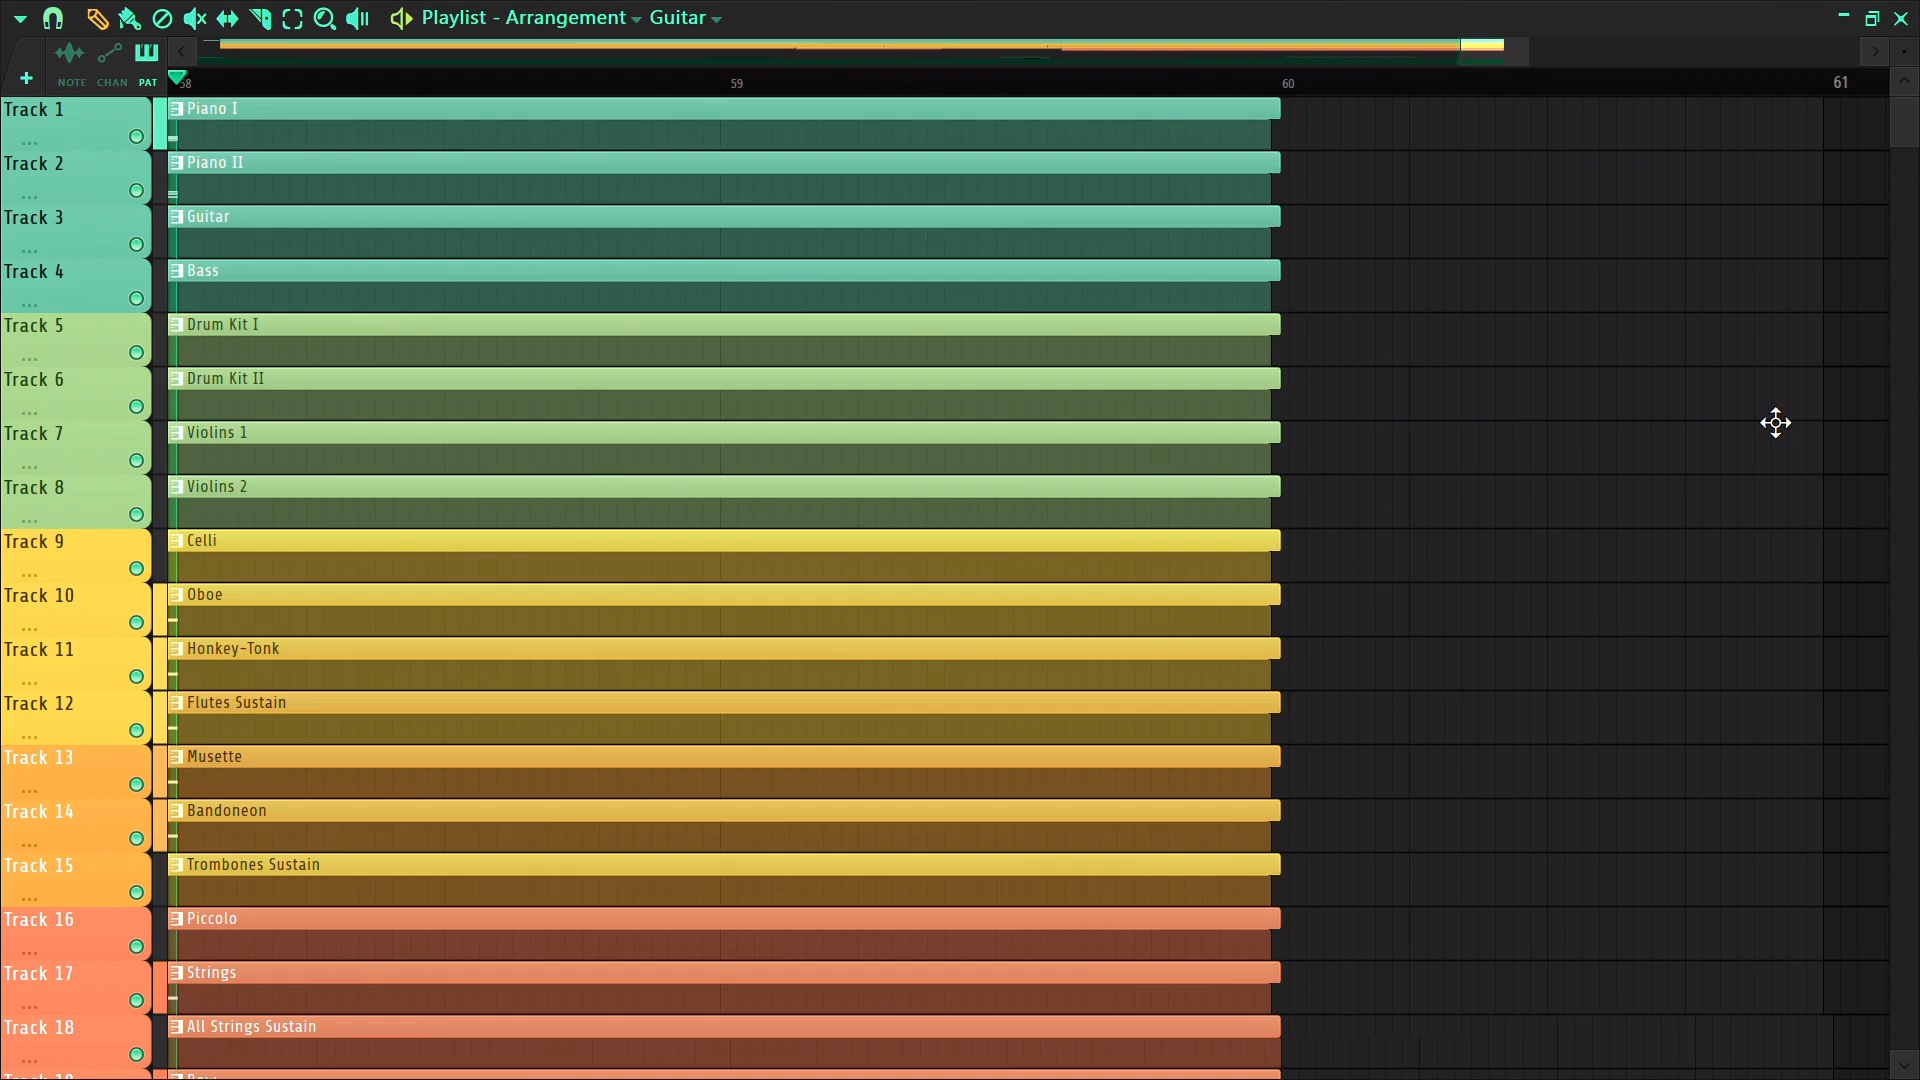 Playlist - Arrangement Guitar
NOTE CHAN PAT
58 59 60 61
Track 1 Piano I
Track 2 Piano II
Track 3 Guitar
Track 4 Bass
Track 5 Drum Kit I
Track 6 Drum Kit II
Track 7 Violins 1
Track 8 Violins 2
Track 9 Celli
Track 10 Oboe
Track 11 Honkey-Tonk
Track 12 Flutes Sustain
Track 13 Musette
Track 14 Bandoneon
Track 15 Trombones Sustain
Track 16 Piccolo
Track 17 Strings
Track 18 All Strings Sustain